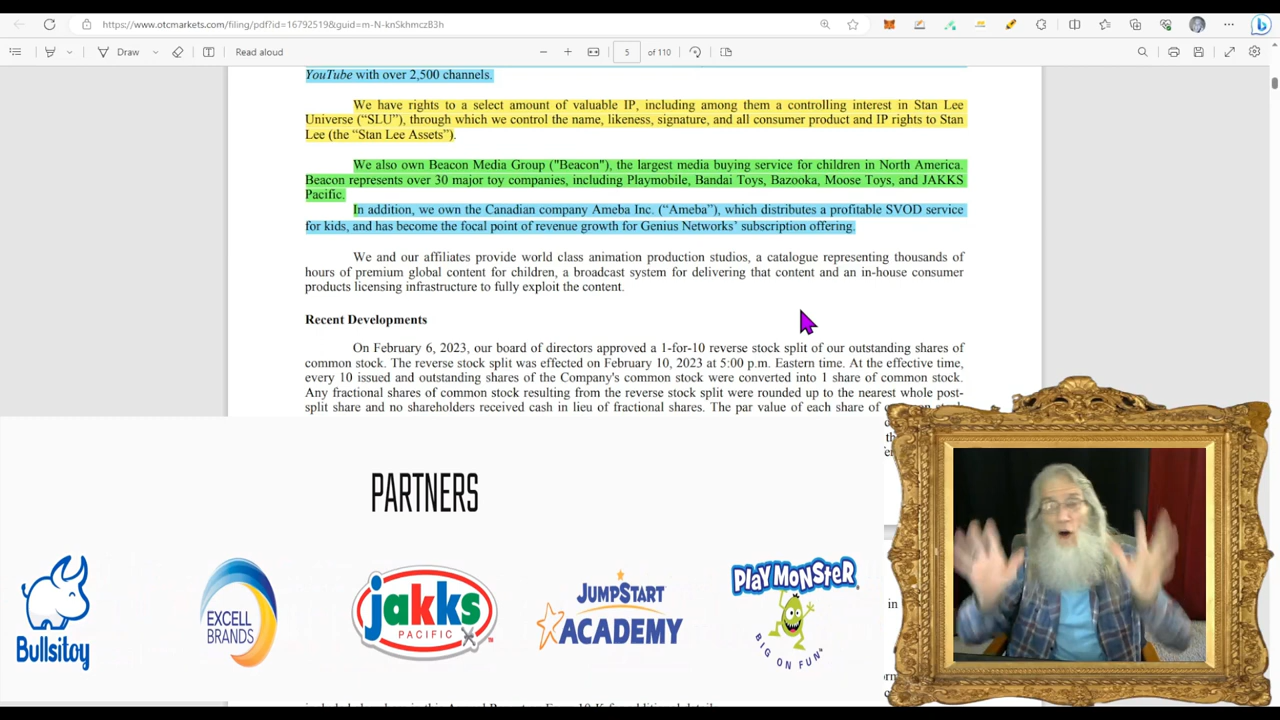 https://www.otcmarkets.com/filing/pdf?id=16792519&guid=m-N-knSkhmczB3h
Draw
Read aloud
5
of 110
YouTube with over 2,500 channels.
We have rights to a select amount of valuable IP, including among them a controlling interest in Stan Lee
Universe (“SLU”), through which we control the name, likeness, signature, and all consumer product and IP rights to Stan
Lee (the “Stan Lee Assets”).
We also own Beacon Media Group ("Beacon"), the largest media buying service for children in North America.
Beacon represents over 30 major toy companies, including Playmobile, Bandai Toys, Bazooka, Moose Toys, and JAKKS
Pacific.
In addition, we own the Canadian company Ameba Inc. (“Ameba”), which distributes a profitable SVOD service
for kids, and has become the focal point of revenue growth for Genius Networks’ subscription offering.
We and our affiliates provide world class animation production studios, a catalogue representing thousands of
hours of premium global content for children, a broadcast system for delivering that content and an in-house consumer
products licensing infrastructure to fully exploit the content.
Recent Developments
On February 6, 2023, our board of directors approved a 1-for-10 reverse stock split of our outstanding shares of
common stock. The reverse stock split was effected on February 10, 2023 at 5:00 p.m. Eastern time. At the effective time,
every 10 issued and outstanding shares of the Company's common stock were converted into 1 share of common stock.
Any fractional shares of common stock resulting from the reverse stock split were rounded up to the nearest whole post-
split share and no shareholders received cash in lieu of fractional shares. The par value of each share of
PARTNERS
Bullsitoy
EXCELL
BRANDS
jakks
PACIFIC
JUMPSTART
ACADEMY
PLAYMONSTER
BIG ON FUN
in